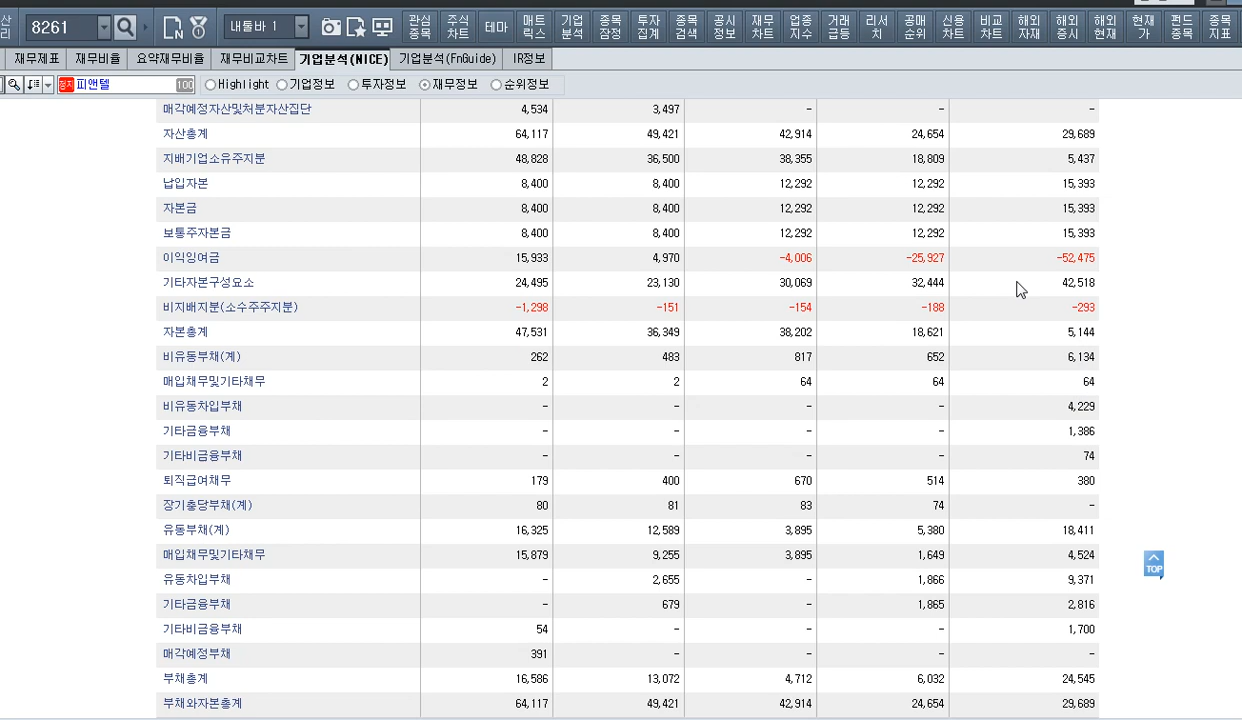 산
리
8261
내툴바 1
관심
종목
주식
차트
테마
매트
릭스
기업
분석
종목
잠정
투자
집계
종목
검색
공시
정보
재무
차트
업종
지수
거래
급등
리서
치
공매
순위
신용
차트
비교
차트
해외
자재
해외
증시
해외
현재
현재
가
펀드
종목
종목
지표
재무제표 재무비율 요약재무비율 재무비교차트 기업분석(NICE) 기업분석(FnGuide) IR정보
정지 피앤텔 100 Highlight 기업정보 투자정보 재무정보 순위정보
매각예정자산및처분자산집단 4,534 3,497 - - -
자산총계 64,117 49,421 42,914 24,654 29,689
지배기업소유주지분 48,828 36,500 38,355 18,809 5,437
납입자본 8,400 8,400 12,292 12,292 15,393
자본금 8,400 8,400 12,292 12,292 15,393
보통주자본금 8,400 8,400 12,292 12,292 15,393
이익잉여금 15,933 4,970 -4,006 -25,927 -52,475
기타자본구성요소 24,495 23,130 30,069 32,444 42,518
비지배지분(소수주주지분) -1,298 -151 -154 -188 -293
자본총계 47,531 36,349 38,202 18,621 5,144
비유동부채(계) 262 483 817 652 6,134
매입채무및기타채무 2 2 64 64 64
비유동차입부채 - - - - 4,229
기타금융부채 - - - - 1,386
기타비금융부채 - - - - 74
퇴직급여채무 179 400 670 514 380
장기충당부채(계) 80 81 83 74 -
유동부채(계) 16,325 12,589 3,895 5,380 18,411
매입채무및기타채무 15,879 9,255 3,895 1,649 4,524
유동차입부채 - 2,655 - 1,866 9,371
기타금융부채 - 679 - 1,865 2,816
기타비금융부채 54 - - - 1,700
매각예정부채 391 - - - -
부채총계 16,586 13,072 4,712 6,032 24,545
부채와자본총계 64,117 49,421 42,914 24,654 29,689
TOP